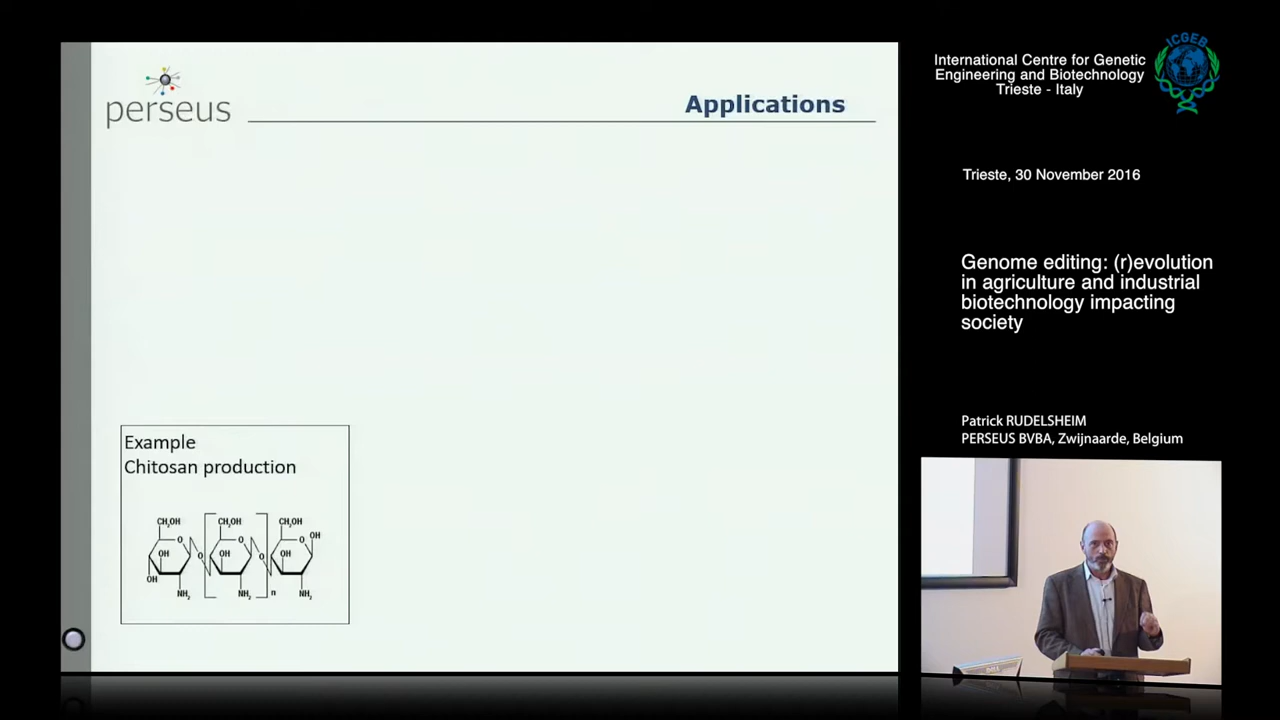 perseus
Applications
Example
Chitosan production
CH₂OH
CH₂OH
CH₂OH
O
O
O
OH
OH
O
OH
O
OH
OH
NH₂
NH₂
n
NH₂
International Centre for Genetic
Engineering and Biotechnology
Trieste - Italy
ICGEB
Trieste, 30 November 2016
Genome editing: (r)evolution
in agriculture and industrial
biotechnology impacting
society
Patrick RUDELSHEIM
PERSEUS BVBA, Zwijnaarde, Belgium